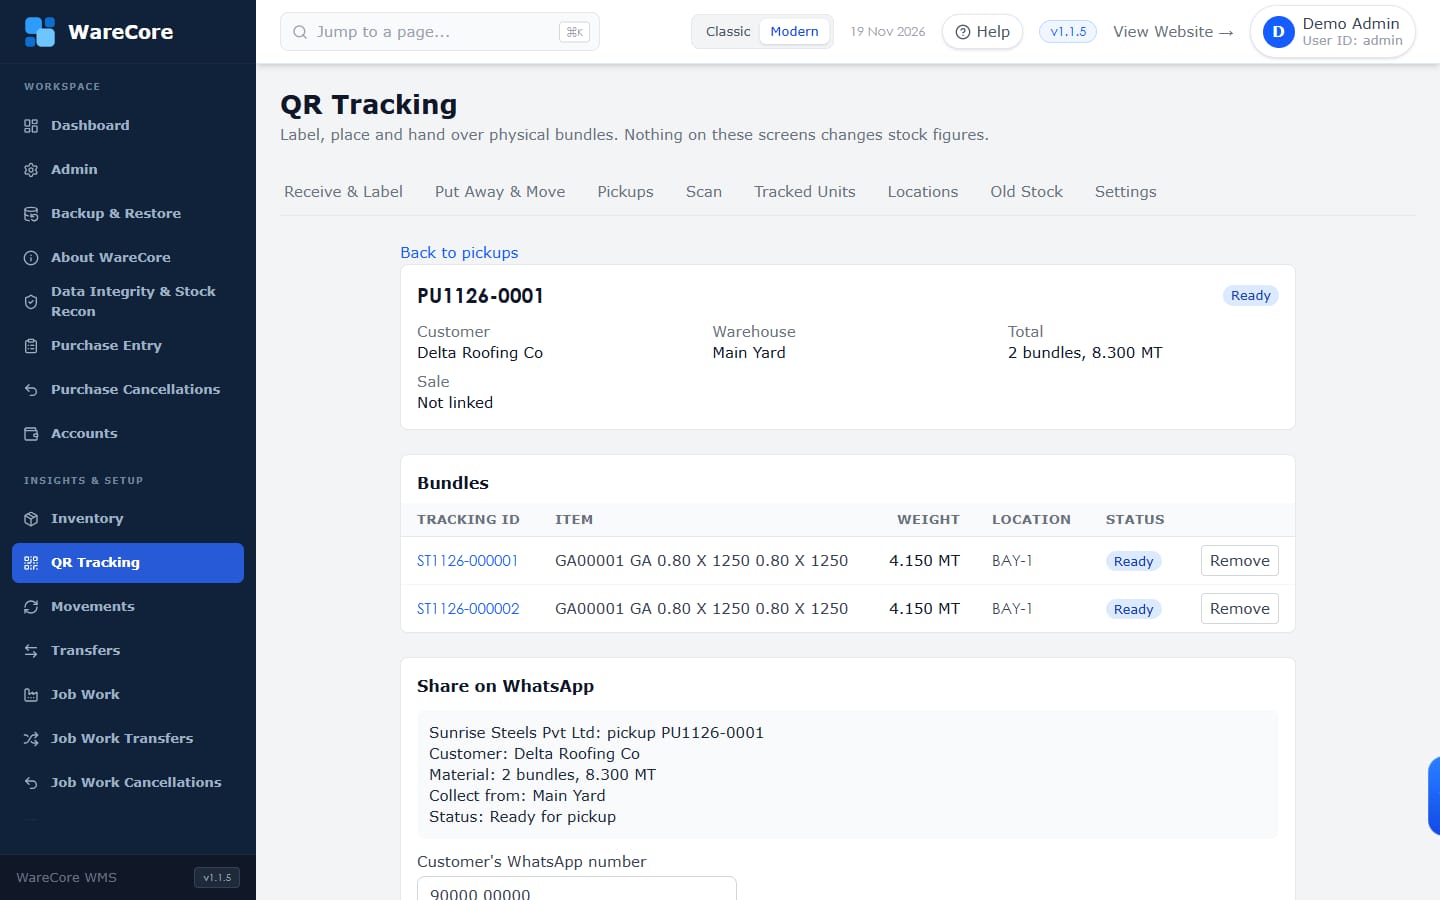 WareCore
Jump to a page...
⌘K
Classic
Modern
19 Nov 2026
Help
v1.1.5
View Website →
D
Demo Admin
User ID: admin
WORKSPACE
Dashboard
Admin
Backup & Restore
About WareCore
Data Integrity & Stock
Recon
Purchase Entry
Purchase Cancellations
Accounts
INSIGHTS & SETUP
Inventory
QR Tracking
Movements
Transfers
Job Work
Job Work Transfers
Job Work Cancellations
WareCore WMS
v1.1.5
QR Tracking
Label, place and hand over physical bundles. Nothing on these screens changes stock figures.
Receive & Label
Put Away & Move
Pickups
Scan
Tracked Units
Locations
Old Stock
Settings
Back to pickups
PU1126-0001
Ready
Customer
Delta Roofing Co
Warehouse
Main Yard
Total
2 bundles, 8.300 MT
Sale
Not linked
Bundles
TRACKING ID ITEM WEIGHT LOCATION STATUS
ST1126-000001 GA00001 GA 0.80 X 1250 0.80 X 1250 4.150 MT BAY-1 Ready Remove
ST1126-000002 GA00001 GA 0.80 X 1250 0.80 X 1250 4.150 MT BAY-1 Ready Remove
Share on WhatsApp
Sunrise Steels Pvt Ltd: pickup PU1126-0001
Customer: Delta Roofing Co
Material: 2 bundles, 8.300 MT
Collect from: Main Yard
Status: Ready for pickup
Customer's WhatsApp number
90000 00000